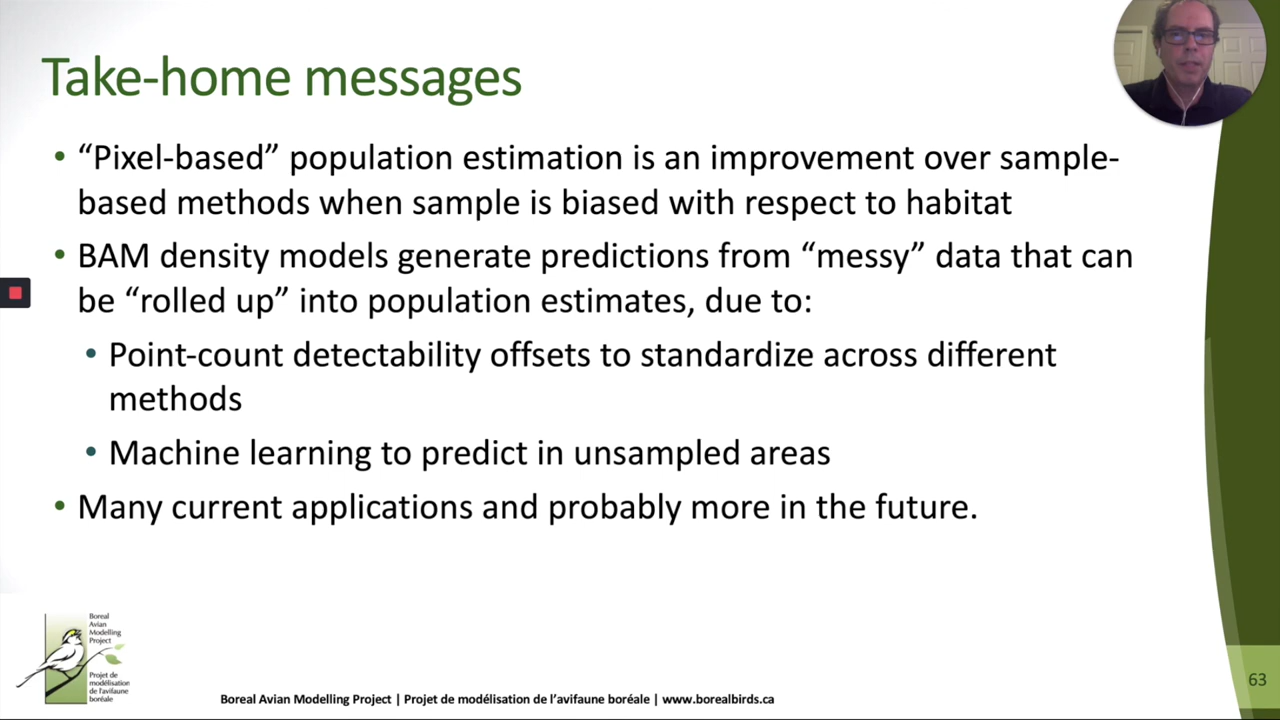 Take-home messages
• “Pixel-based” population estimation is an improvement over sample-
based methods when sample is biased with respect to habitat
• BAM density models generate predictions from “messy” data that can
be “rolled up” into population estimates, due to:
• Point-count detectability offsets to standardize across different
methods
• Machine learning to predict in unsampled areas
• Many current applications and probably more in the future.
Boreal
Avian
Modelling
Project
Projet de
modélisation
de l'avifaune
boréale
Boreal Avian Modelling Project | Projet de modélisation de l’avifaune boréale | www.borealbirds.ca
63